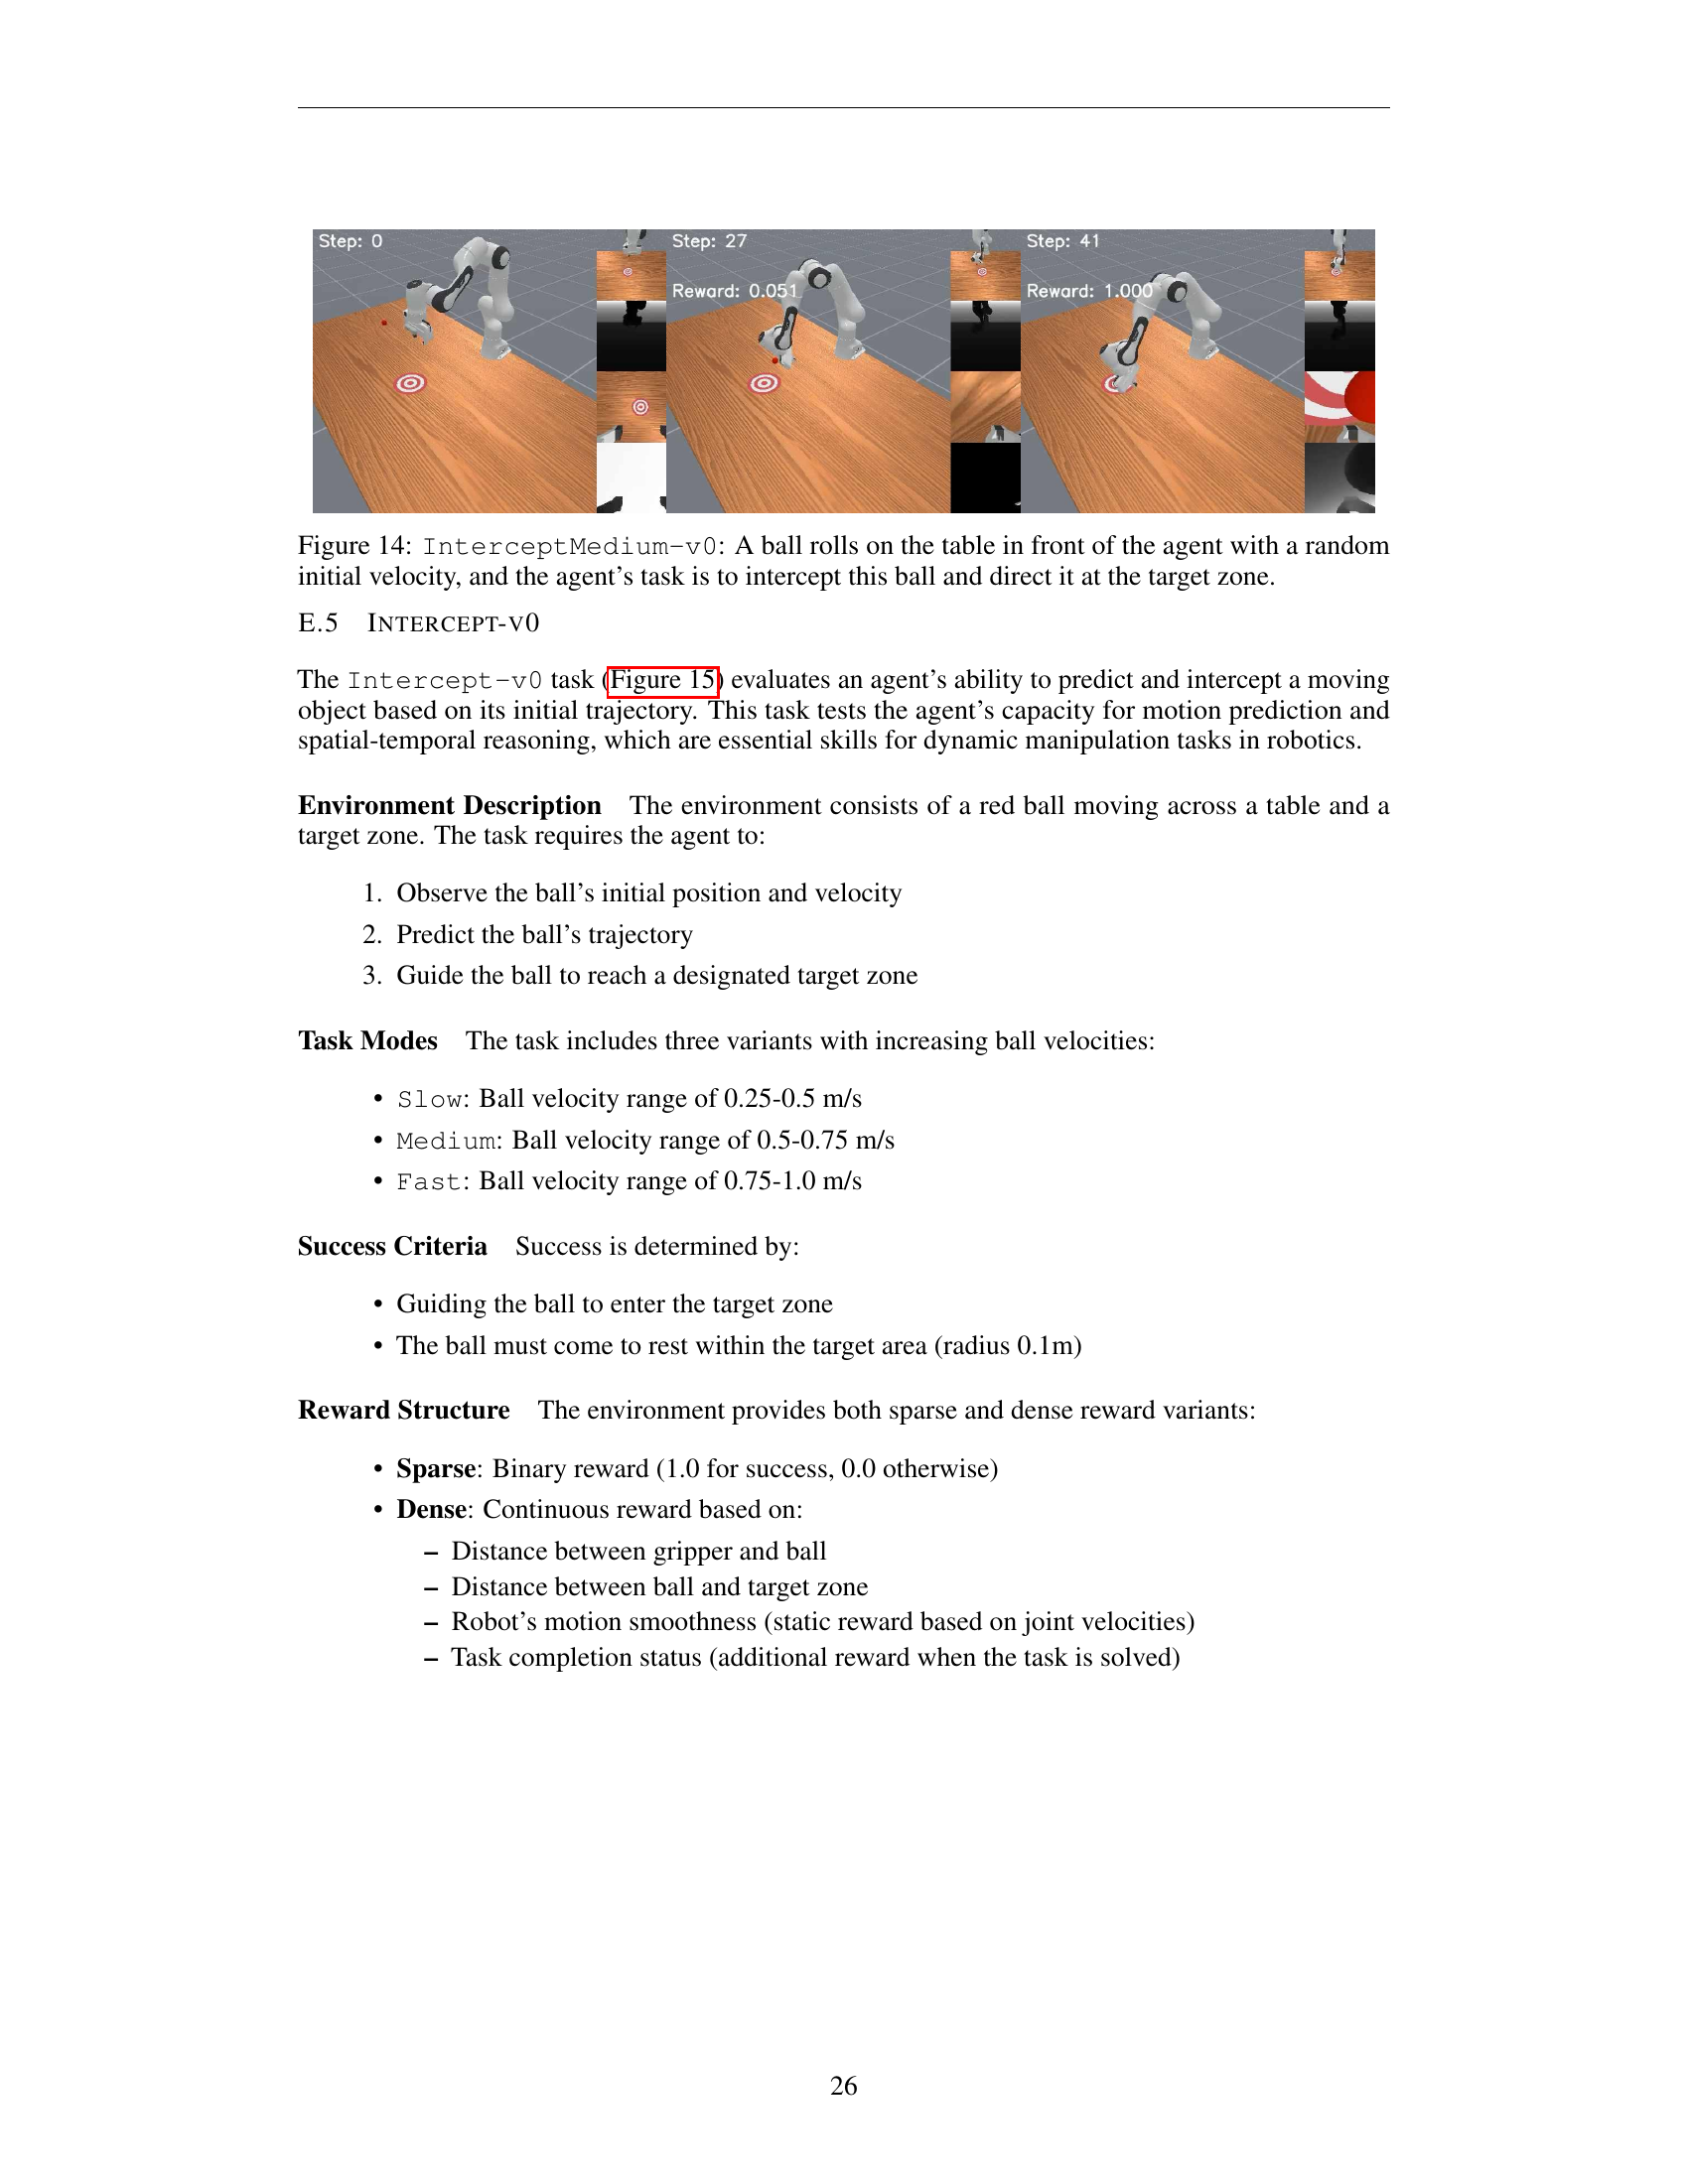 Step: 0
Step: 27
Reward: 0.051
Step: 41
Reward: 1.000
Figure 14: InterceptMedium-v0: A ball rolls on the table in front of the agent with a random
initial velocity, and the agent's task is to intercept this ball and direct it at the target zone.
E.5 INTERCEPT-V0
The Intercept-v0 task (Figure 15) evaluates an agent's ability to predict and intercept a moving
object based on its initial trajectory. This task tests the agent's capacity for motion prediction and
spatial-temporal reasoning, which are essential skills for dynamic manipulation tasks in robotics.
Environment Description The environment consists of a red ball moving across a table and a
target zone. The task requires the agent to:
1. Observe the ball's initial position and velocity
2. Predict the ball's trajectory
3. Guide the ball to reach a designated target zone
Task Modes The task includes three variants with increasing ball velocities:
• Slow: Ball velocity range of 0.25-0.5 m/s
• Medium: Ball velocity range of 0.5-0.75 m/s
• Fast: Ball velocity range of 0.75-1.0 m/s
Success Criteria Success is determined by:
• Guiding the ball to enter the target zone
• The ball must come to rest within the target area (radius 0.1m)
Reward Structure The environment provides both sparse and dense reward variants:
• Sparse: Binary reward (1.0 for success, 0.0 otherwise)
• Dense: Continuous reward based on:
– Distance between gripper and ball
– Distance between ball and target zone
– Robot's motion smoothness (static reward based on joint velocities)
– Task completion status (additional reward when the task is solved)
26